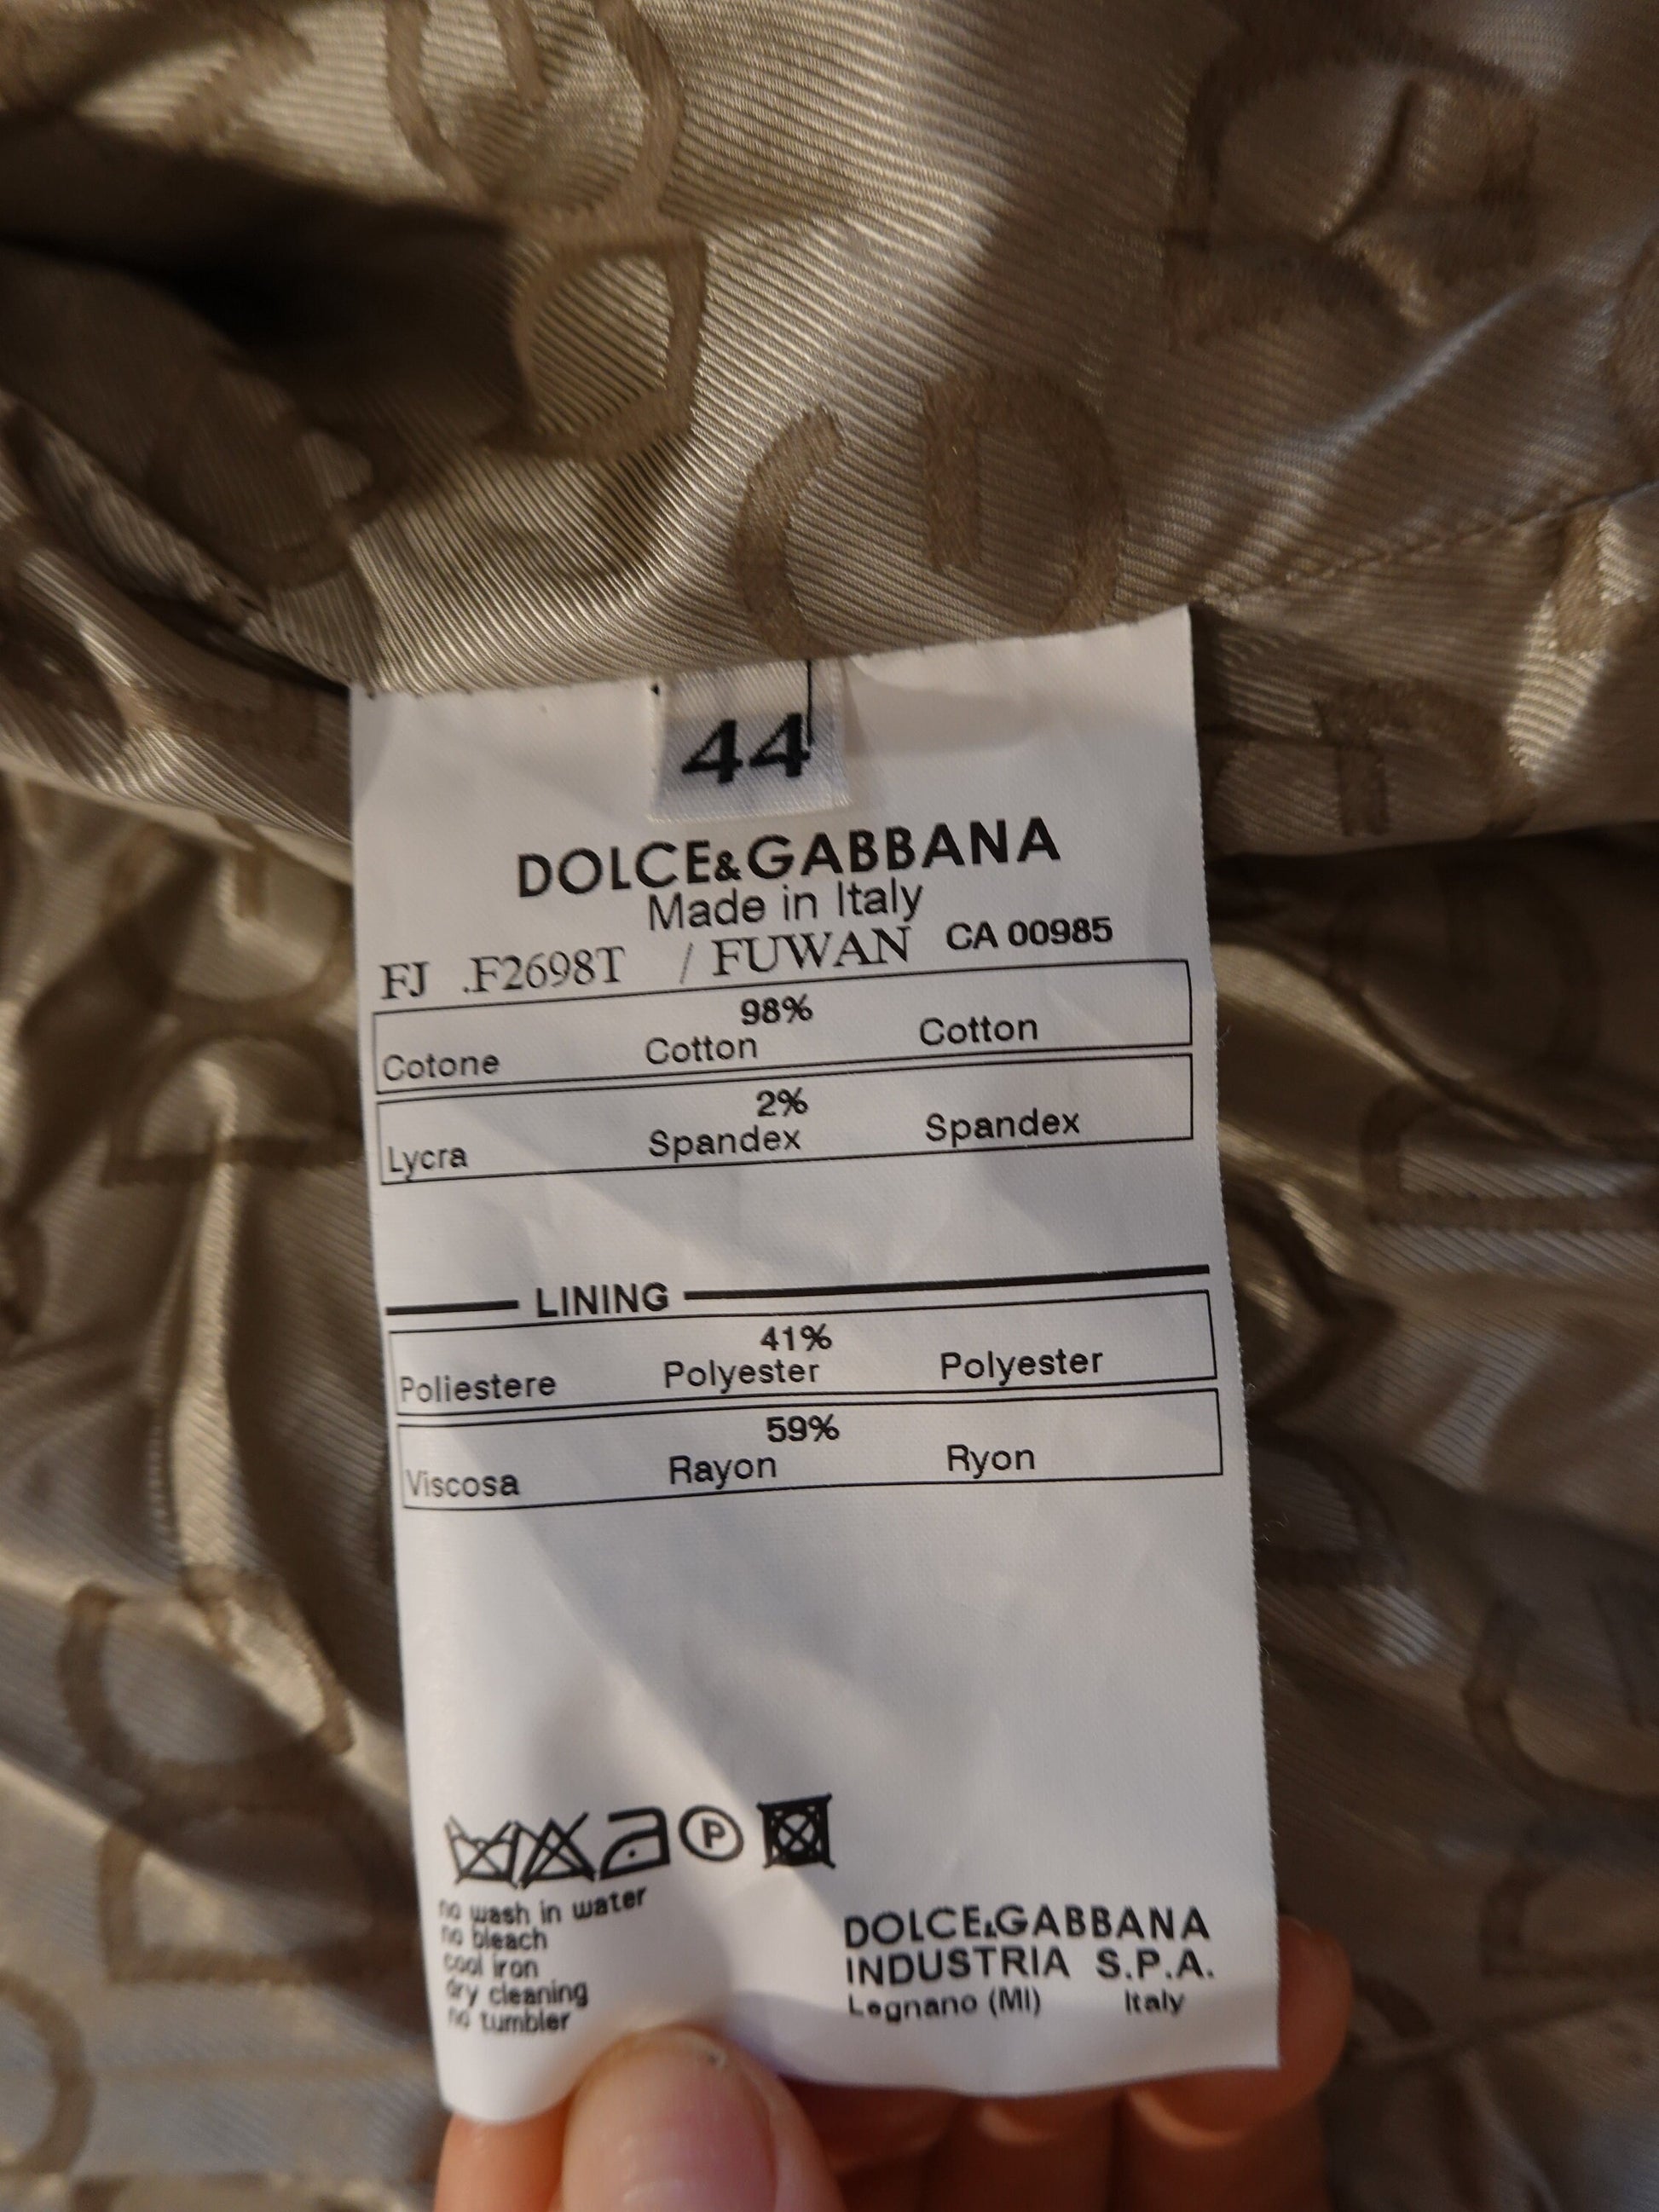 44
DOLCE&GABBANA
Made in Italy
FJ .F2698T / FUWAN CA 00985
98%
Cotone Cotton Cotton
2%
Lycra Spandex Spandex
LINING
41%
Poliestere Polyester Polyester
59%
Viscosa Rayon Ryon
P
no wash in water
no bleach
cool iron
dry cleaning
no tumbler
DOLCE&GABBANA
INDUSTRIA S.P.A.
Legnano (MI) Italy